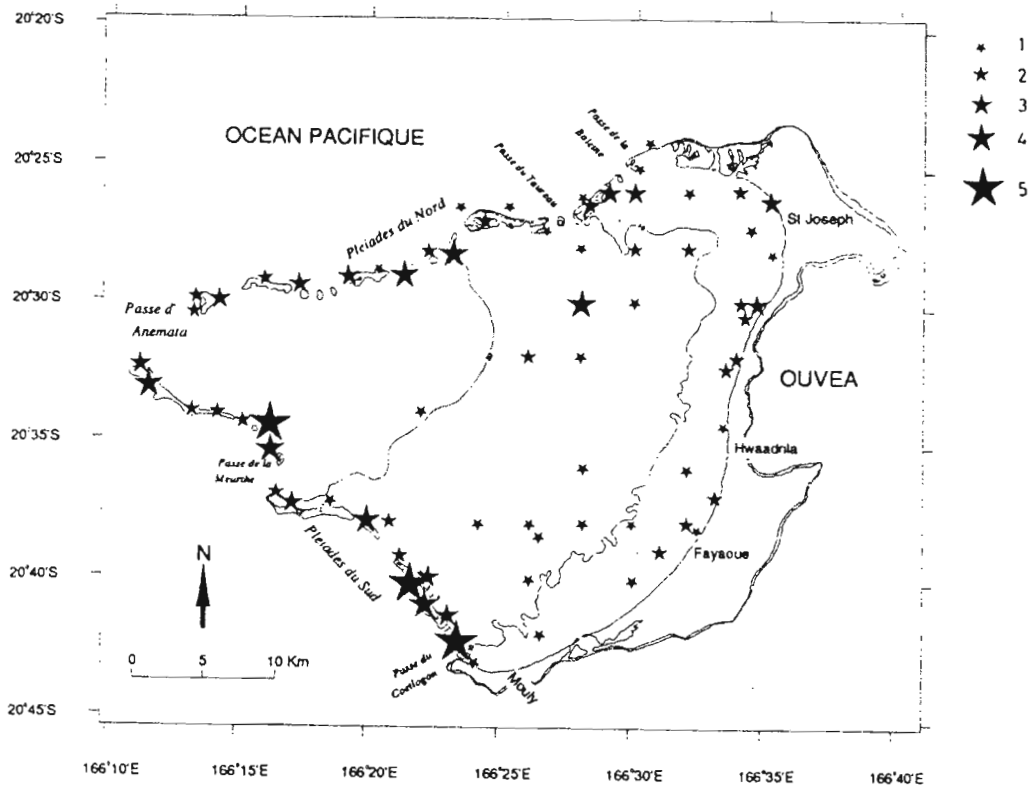 20°20'S
1
2
3
4
5
OCEAN PACIFIQUE
Passe de la
Baleine
20°25'S
Passe du Taureau
Pleiades du Nord
St Joseph
20°30'S
Passe d'
Anemata
OUVEA
20°35'S
Hwaadrila
Passe de la
Meurthe
Pleiades du Sud
Fayaoue
N
20°40'S
0 5 10 Km
Passe du
Coetlogon
Mouly
20°45'S
166°10'E 166°15'E 166°20'E 166°25'E 166°30'E 166°35'E 166°40'E